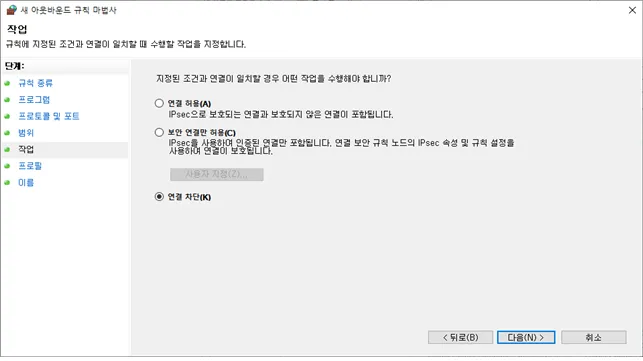 새 아웃바운드 규칙 마법사
작업
규칙에 지정된 조건과 연결이 일치할 때 수행할 작업을 지정합니다.
단계:
규칙 종류
프로그램
프로토콜 및 포트
범위
작업
프로필
이름
지정된 조건과 연결이 일치할 경우 어떤 작업을 수행해야 합니까?
연결 허용(A)
IPsec으로 보호되는 연결과 보호되지 않은 연결이 포함됩니다.
보안 연결만 허용(C)
IPsec을 사용하여 인증된 연결만 포함됩니다. 연결 보안 규칙 노드의 IPsec 속성 및 규칙 설정을
사용하여 연결이 보호됩니다.
사용자 지정(Z)...
연결 차단(K)
< 뒤로(B)
다음(N) >
취소